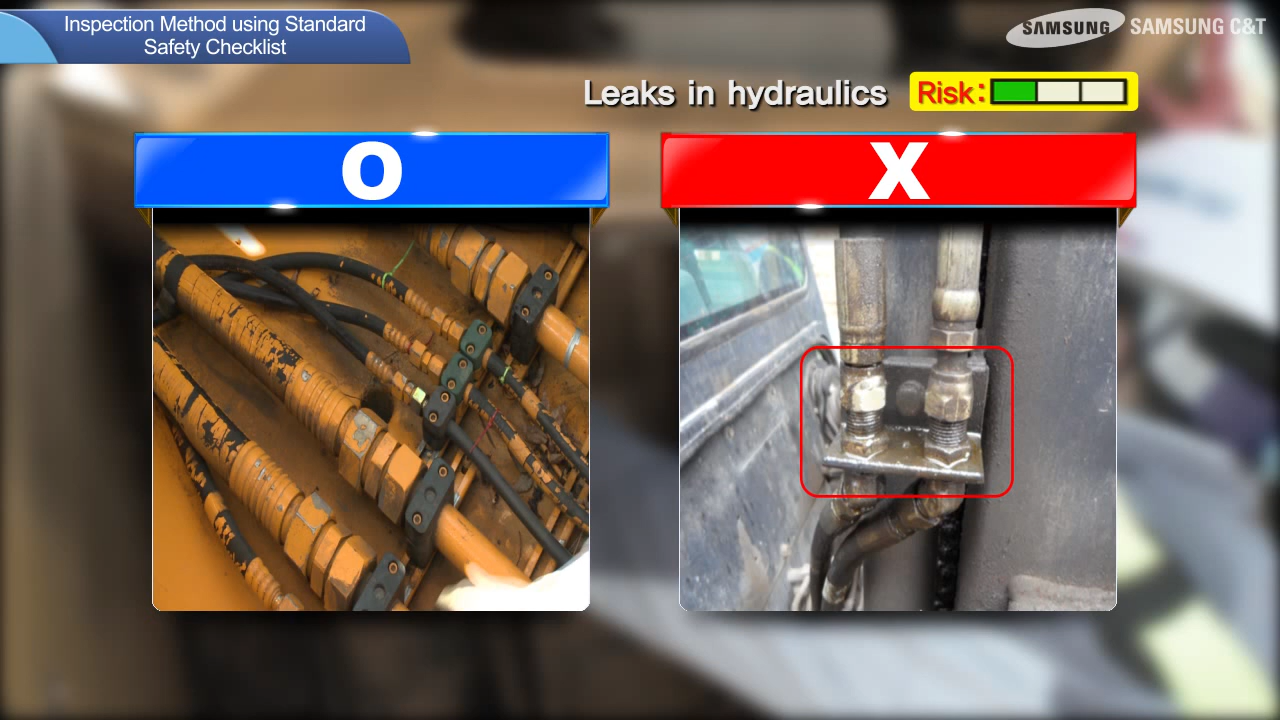 Inspection Method using Standard
Safety Checklist
SAMSUNG SAMSUNG C&T
Leaks in hydraulics Risk:
O X